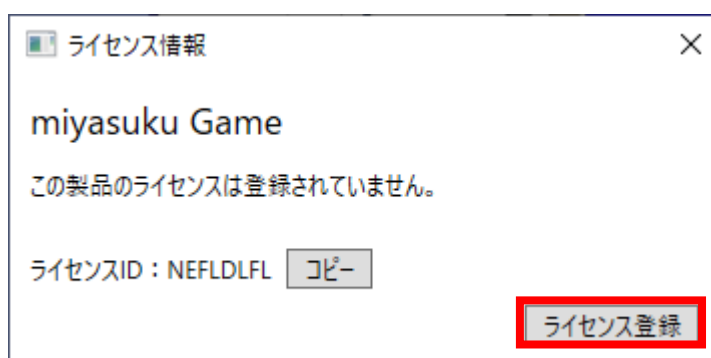 ライセンス情報
miyasuku Game
この製品のライセンスは登録されていません。
ライセンスID：NEFLDLFL コピー
ライセンス登録